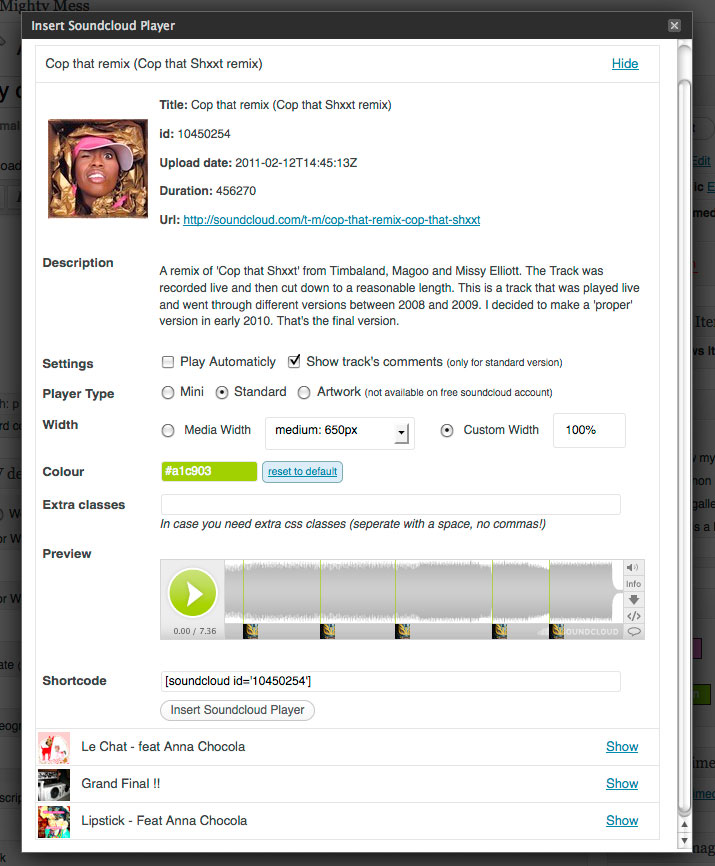 Mighty Mess
Insert Soundcloud Player
Cop that remix (Cop that Shxxt remix) Hide
Title: Cop that remix (Cop that Shxxt remix)
id: 10450254
Upload date: 2011-02-12T14:45:13Z
Duration: 456270
Url: http://soundcloud.com/t-m/cop-that-remix-cop-that-shxxt
Description
A remix of 'Cop that Shxxt' from Timbaland, Magoo and Missy Elliott. The Track was
recorded live and then cut down to a reasonable length. This is a track that was played live
and went through different versions between 2008 and 2009. I decided to make a 'proper'
version in early 2010. That's the final version.
Settings Play Automaticly Show track's comments (only for standard version)
Player Type Mini Standard Artwork (not available on free soundcloud account)
Width Media Width medium: 650px Custom Width 100%
Colour #a1c903 reset to default
Extra classes
In case you need extra css classes (seperate with a space, no commas!)
Preview
Info
0.00 / 7.36 SOUNDCLOUD
Shortcode [soundcloud id='10450254']
Insert Soundcloud Player
Le Chat - feat Anna Chocola Show
Grand Final !! Show
Lipstick - Feat Anna Chocola Show